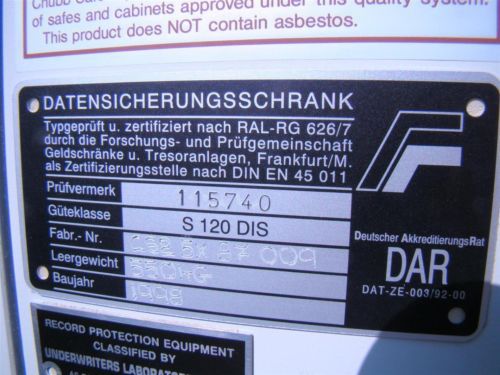 of safes and cabinets approved under this quality system.
This product does NOT contain asbestos.
DATENSICHERUNGSSCHRANK
Typgeprüft u. zertifiziert nach RAL-RG 626/7
durch die Forschungs- und Prüfgemeinschaft
Geldschränke u. Tresoranlagen, Frankfurt/M.
als Zertifizierungsstelle nach DIN EN 45 011
Prüfvermerk 115740
Güteklasse S 120 DIS
Fabr.- Nr. 009
Leergewicht
Baujahr 1998
Deutscher AkkreditierungsRat
DAR
DAT-ZE-003/92-00
RECORD PROTECTION EQUIPMENT
CLASSIFIED BY
UNDERWRITERS